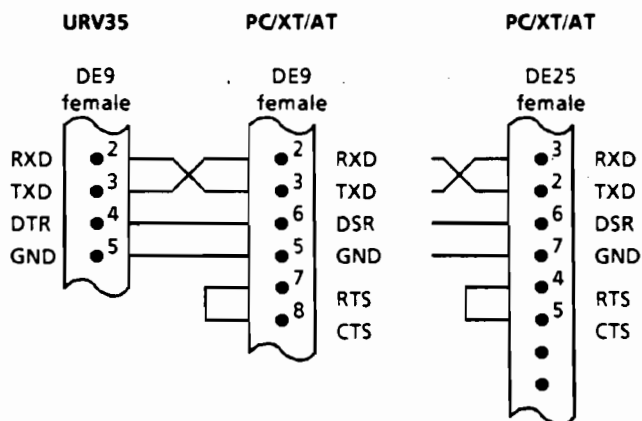 URV35 PC/XT/AT PC/XT/AT
DE9 DE9 DE25
female female female
RXD 2 2 RXD 3 RXD
TXD 3 3 TXD 2 TXD
DTR 4 6 DSR 6 DSR
GND 5 5 GND 7 GND
7 RTS 4 RTS
8 CTS 5 CTS